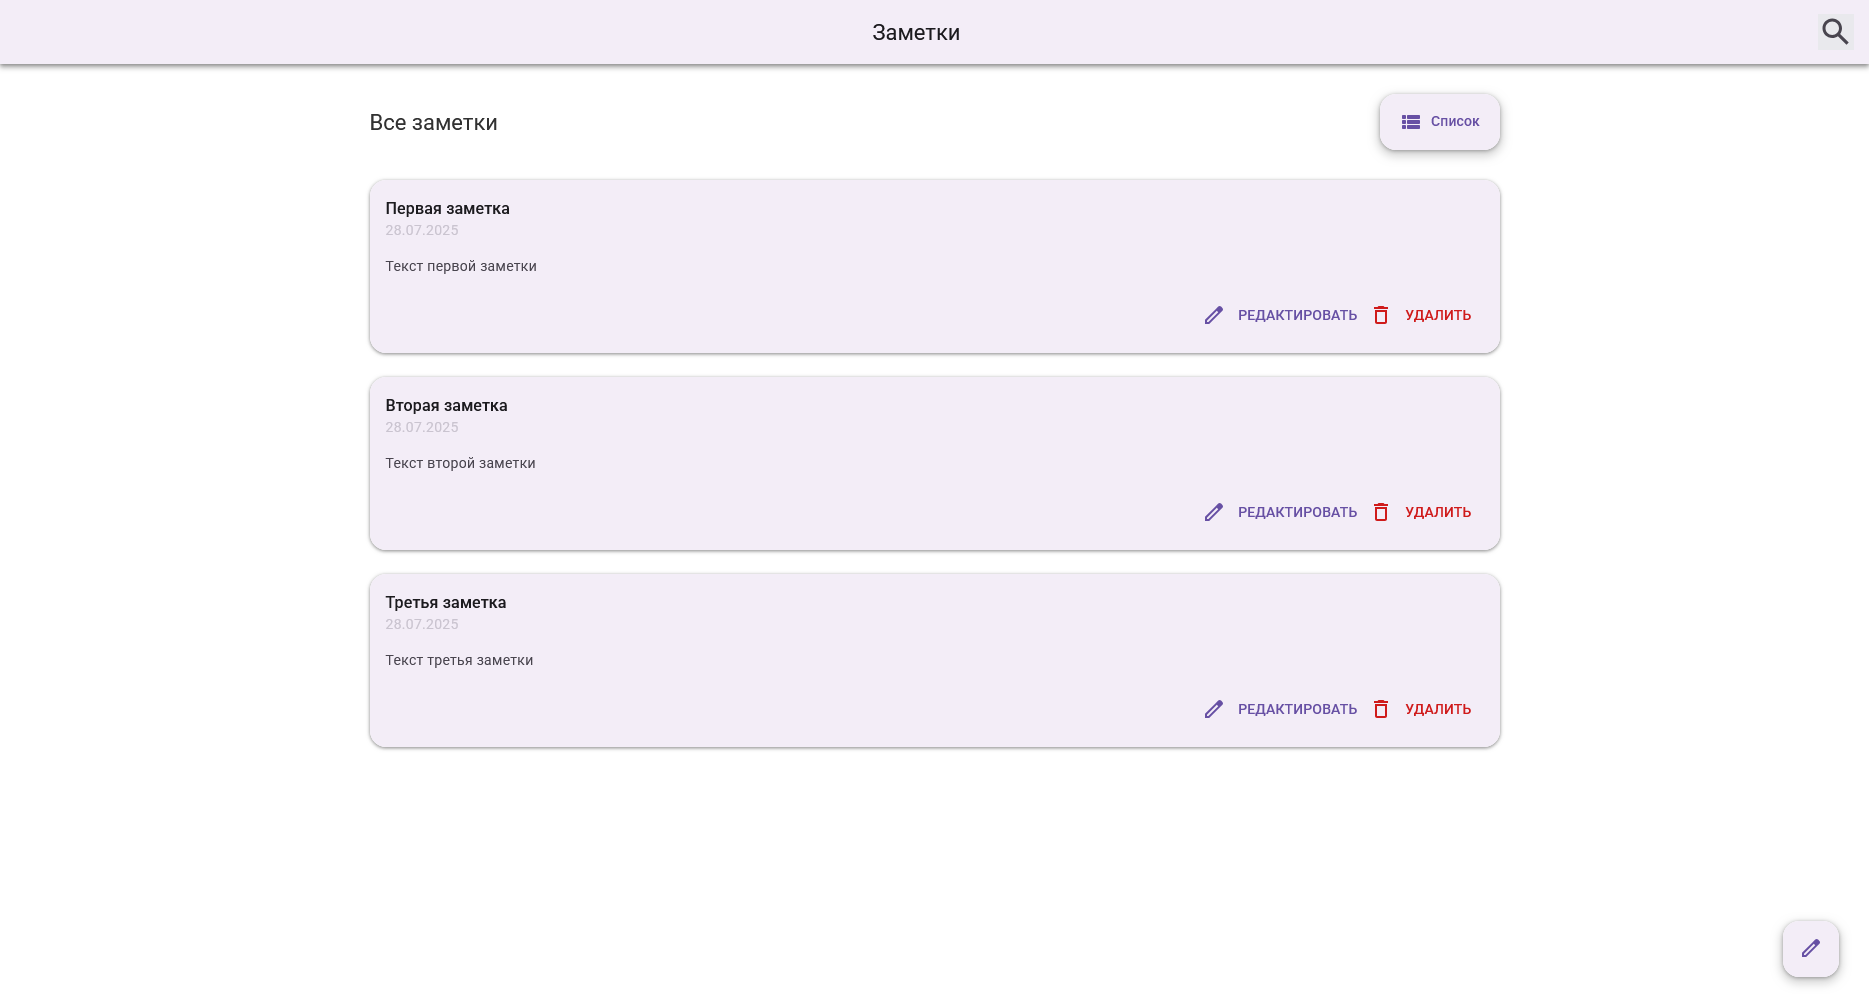 Заметки
Все заметки
Список
Первая заметка
28.07.2025
Текст первой заметки
РЕДАКТИРОВАТЬ УДАЛИТЬ
Вторая заметка
28.07.2025
Текст второй заметки
РЕДАКТИРОВАТЬ УДАЛИТЬ
Третья заметка
28.07.2025
Текст третья заметки
РЕДАКТИРОВАТЬ УДАЛИТЬ